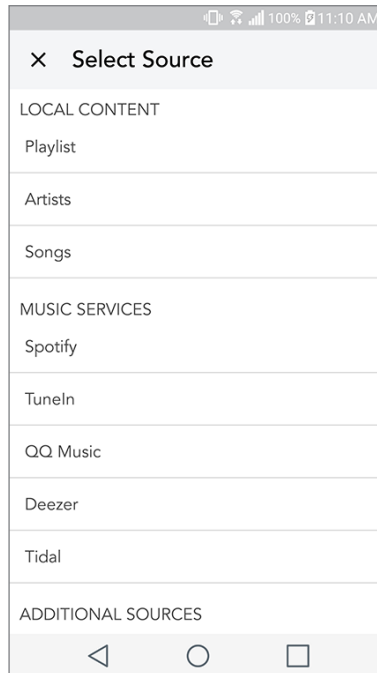 100% 11:10 AM
Select Source
LOCAL CONTENT
Playlist
Artists
Songs
MUSIC SERVICES
Spotify
TuneIn
QQ Music
Deezer
Tidal
ADDITIONAL SOURCES